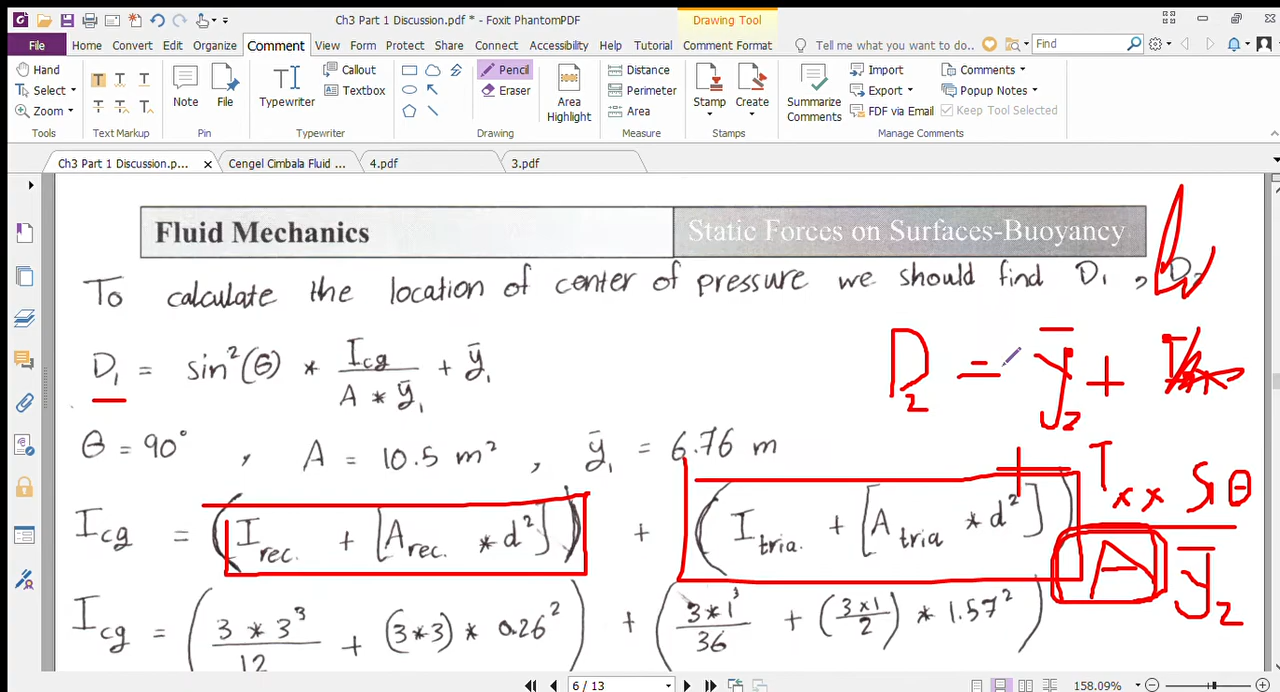 Ch3 Part 1 Discussion.pdf * - Foxit PhantomPDF
Drawing Tool
File Home Convert Edit Organize Comment View Form Protect Share Connect Accessibility Help Tutorial Comment Format Tell me what you want to do.. Find
Hand
Select
Zoom
Tools
Text Markup
Note
File
Pin
Typewriter
Callout
Textbox
Typewriter
Pencil
Eraser
Drawing
Area Highlight
Distance
Perimeter
Area
Measure
Stamp
Create
Stamps
Summarize Comments
Import
Export
FDF via Email
Comments
Popup Notes
Keep Tool Selected
Manage Comments
Ch3 Part 1 Discussion.p... × Cengel Cimbala Fluid ... 4.pdf 3.pdf
Fluid Mechanics
Static Forces on Surfaces-Buoyancy
To calculate the location of center of pressure we should find D₁ , D₂
D₁ = sin²(θ) * Icg / A * ȳ₁ + ȳ₁
D₂ = ȳ₂ +
θ = 90° , A = 10.5 m² , ȳ₁ = 6.76 m
+ Ixx Si θ / A ȳ₂
Icg = (I rec. + [A rec. * d²]) + (I tria. + [A tria * d²])
Icg = (3 * 3³ / 12 + (3*3) * 0.26²) + (3*1³ / 36 + (3×1 / 2) * 1.57²)
6 / 13
158.09%